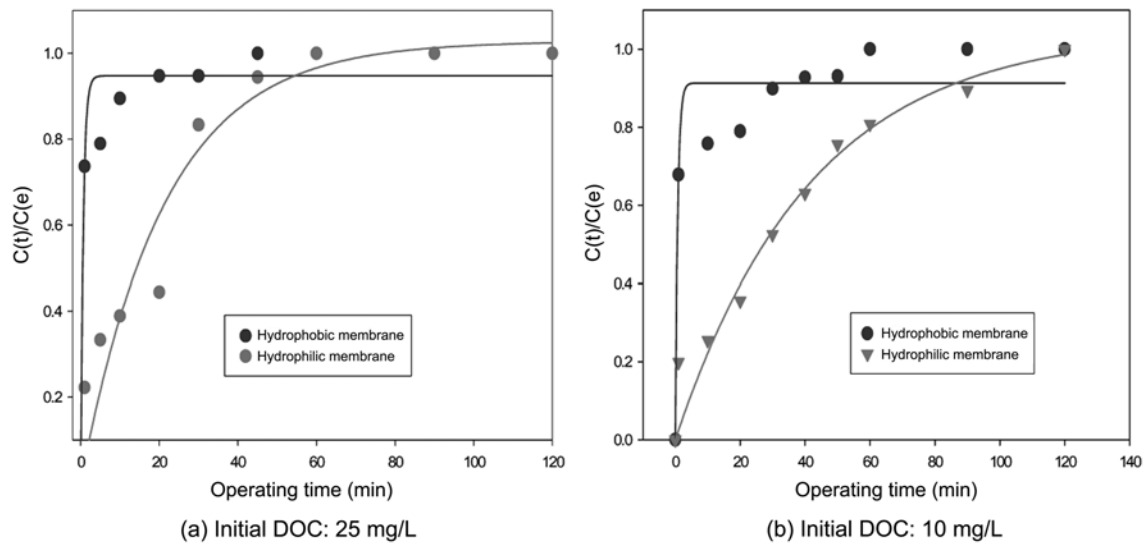 C(t)/C(e)
1.0
0.8
0.6
0.4
0.2
0 20 40 60 80 100 120
Operating time (min)
Hydrophobic membrane
Hydrophilic membrane
(a) Initial DOC: 25 mg/L
C(t)/C(e)
1.0
0.8
0.6
0.4
0.2
0.0
0 20 40 60 80 100 120 140
Operating time (min)
Hydrophobic membrane
Hydrophilic membrane
(b) Initial DOC: 10 mg/L